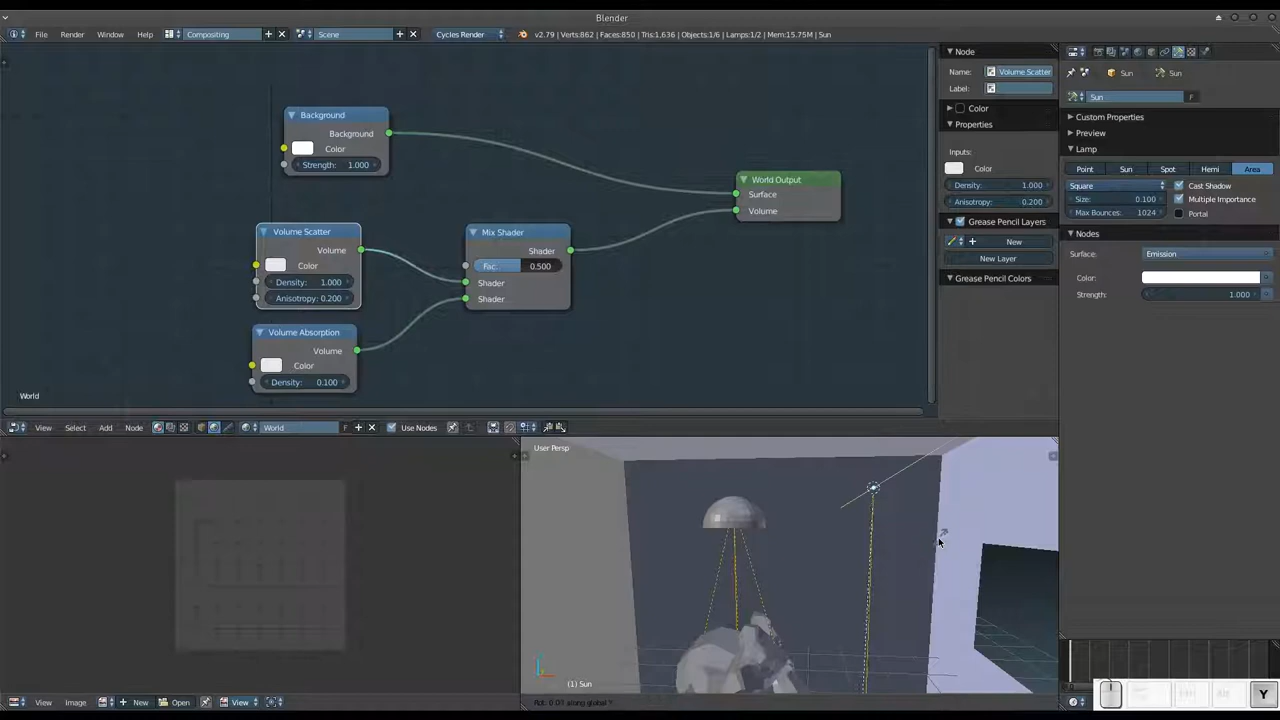 Blender
File Render Window Help Compositing Scene Cycles Render v2.79 | Verts:862 | Faces:850 | Tris:1,636 | Objects:1/6 | Lamps:1/2 | Mem:15.75M | Sun
Background
Background
Color
Strength: 1.000
World Output
Surface
Volume
Volume Scatter
Volume
Color
Density: 1.000
Anisotropy: 0.200
Mix Shader
Shader
Fac: 0.500
Shader
Shader
Volume Absorption
Volume
Color
Density: 0.100
World
Node
Name: Volume Scatter
Label:
Color
Properties
Inputs:
Color
Density: 1.000
Anisotropy: 0.200
Grease Pencil Layers
New
New Layer
Grease Pencil Colors
Sun Sun
Sun F
Custom Properties
Preview
Lamp
Point Sun Spot Hemi Area
Square Cast Shadow
Size: 0.100 Multiple Importance
Max Bounces: 1024 Portal
Nodes
Surface: Emission
Color:
Strength: 1.000
View Select Add Node World F Use Nodes
User Persp
(1) Sun
View Image New Open View
Rot: 0.03 along global Y
Y